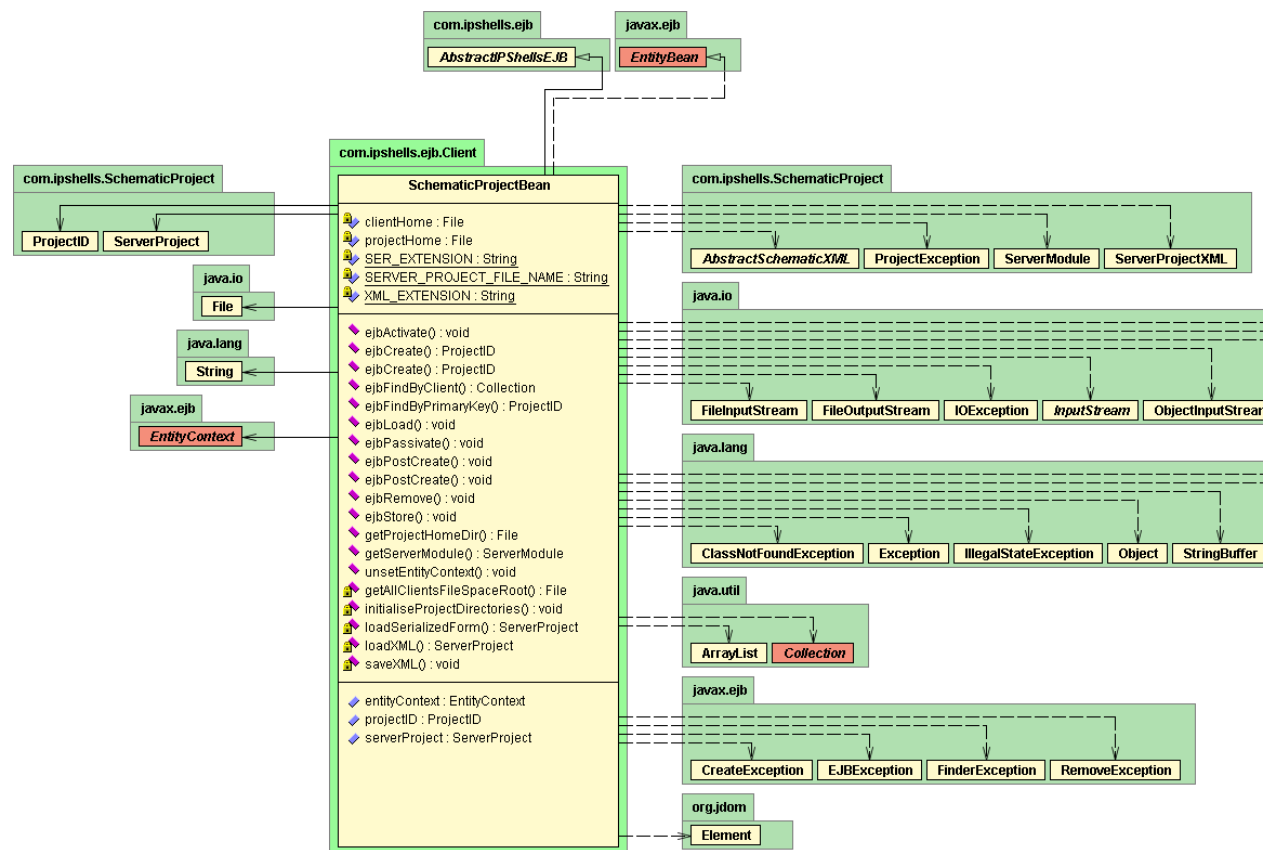 com.ipshells.ejb
AbstractIPShellsEJB
javax.ejb
EntityBean
com.ipshells.SchematicProject
ProjectID
ServerProject
java.io
File
java.lang
String
javax.ejb
EntityContext
com.ipshells.ejb.Client
SchematicProjectBean
clientHome : File
projectHome : File
SER_EXTENSION : String
SERVER_PROJECT_FILE_NAME : String
XML_EXTENSION : String
ejbActivate() : void
ejbCreate() : ProjectID
ejbCreate() : ProjectID
ejbFindByClient() : Collection
ejbFindByPrimaryKey() : ProjectID
ejbLoad() : void
ejbPassivate() : void
ejbPostCreate() : void
ejbPostCreate() : void
ejbRemove() : void
ejbStore() : void
getProjectHomeDir() : File
getServerModule() : ServerModule
unsetEntityContext() : void
getAllClientsFileSpaceRoot() : File
initialiseProjectDirectories() : void
loadSerializedForm() : ServerProject
loadXML() : ServerProject
saveXML() : void
entityContext : EntityContext
projectID : ProjectID
serverProject : ServerProject
com.ipshells.SchematicProject
AbstractSchematicXML
ProjectException
ServerModule
ServerProjectXML
java.io
FileInputStream
FileOutputStream
IOException
InputStream
ObjectInputStream
java.lang
ClassNotFoundException
Exception
IllegalStateException
Object
StringBuffer
java.util
ArrayList
Collection
javax.ejb
CreateException
EJBException
FinderException
RemoveException
org.jdom
Element